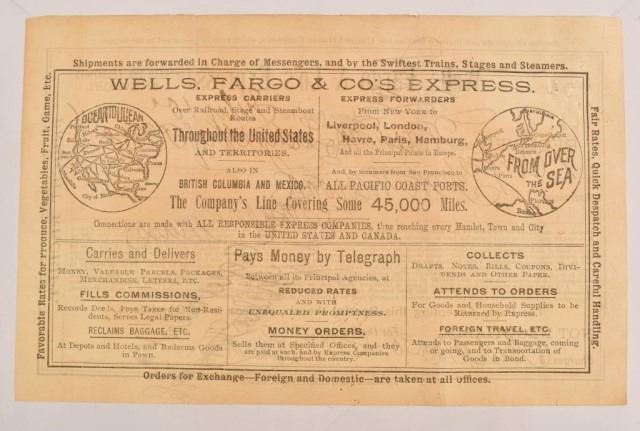 Shipments are forwarded in Charge of Messengers, and by the Swiftest Trains, Stages and Steamers.
Favorable Rates for Produce, Vegetables, Fruit, Game, Etc.
WELLS, FARGO & CO'S EXPRESS.
OCEAN TO OCEAN
EXPRESS CARRIERS
Over Railroad, Stage and Steamboat
Routes
Throughout the United States
AND TERRITORIES.
ALSO IN
BRITISH COLUMBIA AND MEXICO.
EXPRESS FORWARDERS
From NEW YORK to
Liverpool, London,
Havre, Paris, Hamburg,
And all the Principal Points in Europe.
And, by steamers from San Francisco to
ALL PACIFIC COAST PORTS.
FROM OVER
THE SEA
The Company's Line Covering Some 45,000 Miles.
Connections are made with ALL RESPONSIBLE EXPRESS COMPANIES, thus reaching every Hamlet, Town and City
in the UNITED STATES AND CANADA.
Carries and Delivers
MONEY, VALUABLE PARCELS, PACKAGES,
MERCHANDISE, LETTERS, ETC.
FILLS COMMISSIONS,
Records Deeds, Pays Taxes for Non-Resi-
dents, Serves Legal Papers.
RECLAIMS BAGGAGE, ETC.
At Depots and Hotels, and Redeems Goods
in Pawn.
Pays Money by Telegraph
Between all its Principal Agencies, at
REDUCED RATES
AND WITH
UNEQUALED PROMPTNESS.
MONEY ORDERS.
Sells them at Specified Offices, and they
are paid at such, and by Express Companies
throughout the country.
COLLECTS
DRAFTS, NOTES, BILLS, COUPONS, DIVI-
DENDS AND OTHER PAPER.
ATTENDS TO ORDERS
For Goods and Household Supplies to be
Returned by Express.
FOREIGN TRAVEL, ETC.
Attends to Passengers and Baggage, coming
or going, and to Transportation of
Goods in Bond.
Fair Rates, Quick Despatch and Careful Handling.
Orders for Exchange—Foreign and Domestic—are taken at all Offices.